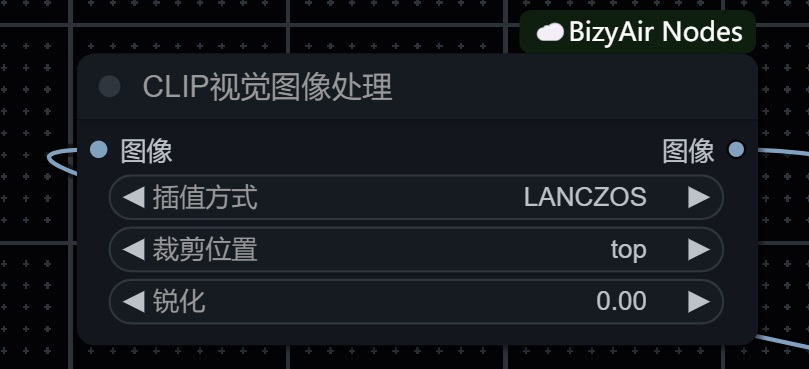 BizyAir Nodes
CLIP视觉图像处理
图像 图像
插值方式 LANCZOS
裁剪位置 top
锐化 0.00